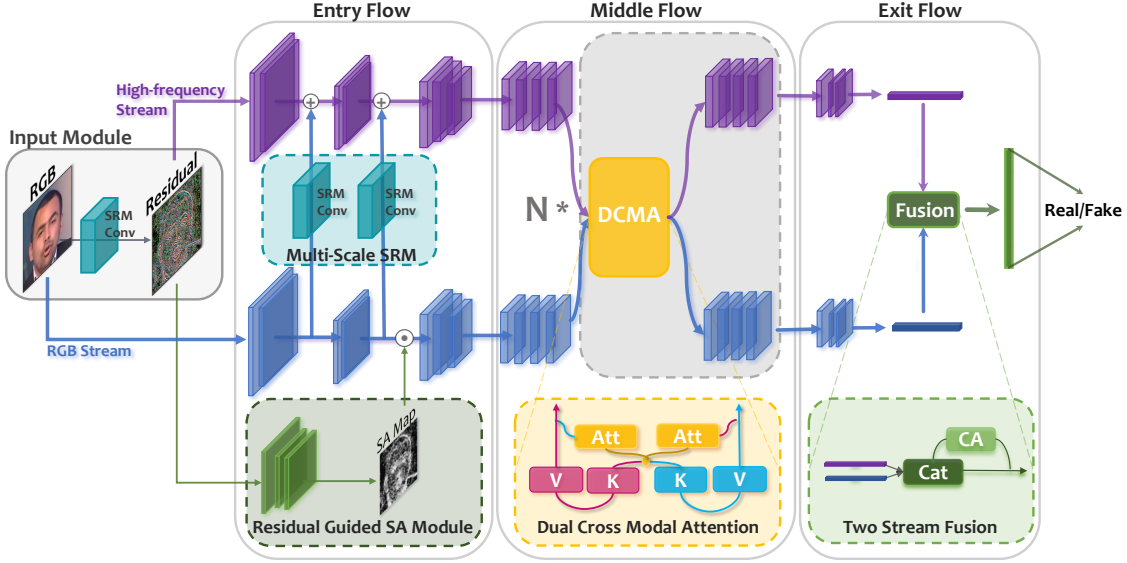 Entry Flow
Middle Flow
Exit Flow
High-frequency
Stream
Input Module
RGB
SRM
Conv
Residual
SRM
Conv
SRM
Conv
Multi-Scale SRM
N *
DCMA
Fusion
Real/Fake
RGB Stream
SA Map
Residual Guided SA Module
Att
Att
V
K
K
V
Dual Cross Modal Attention
CA
Cat
Two Stream Fusion